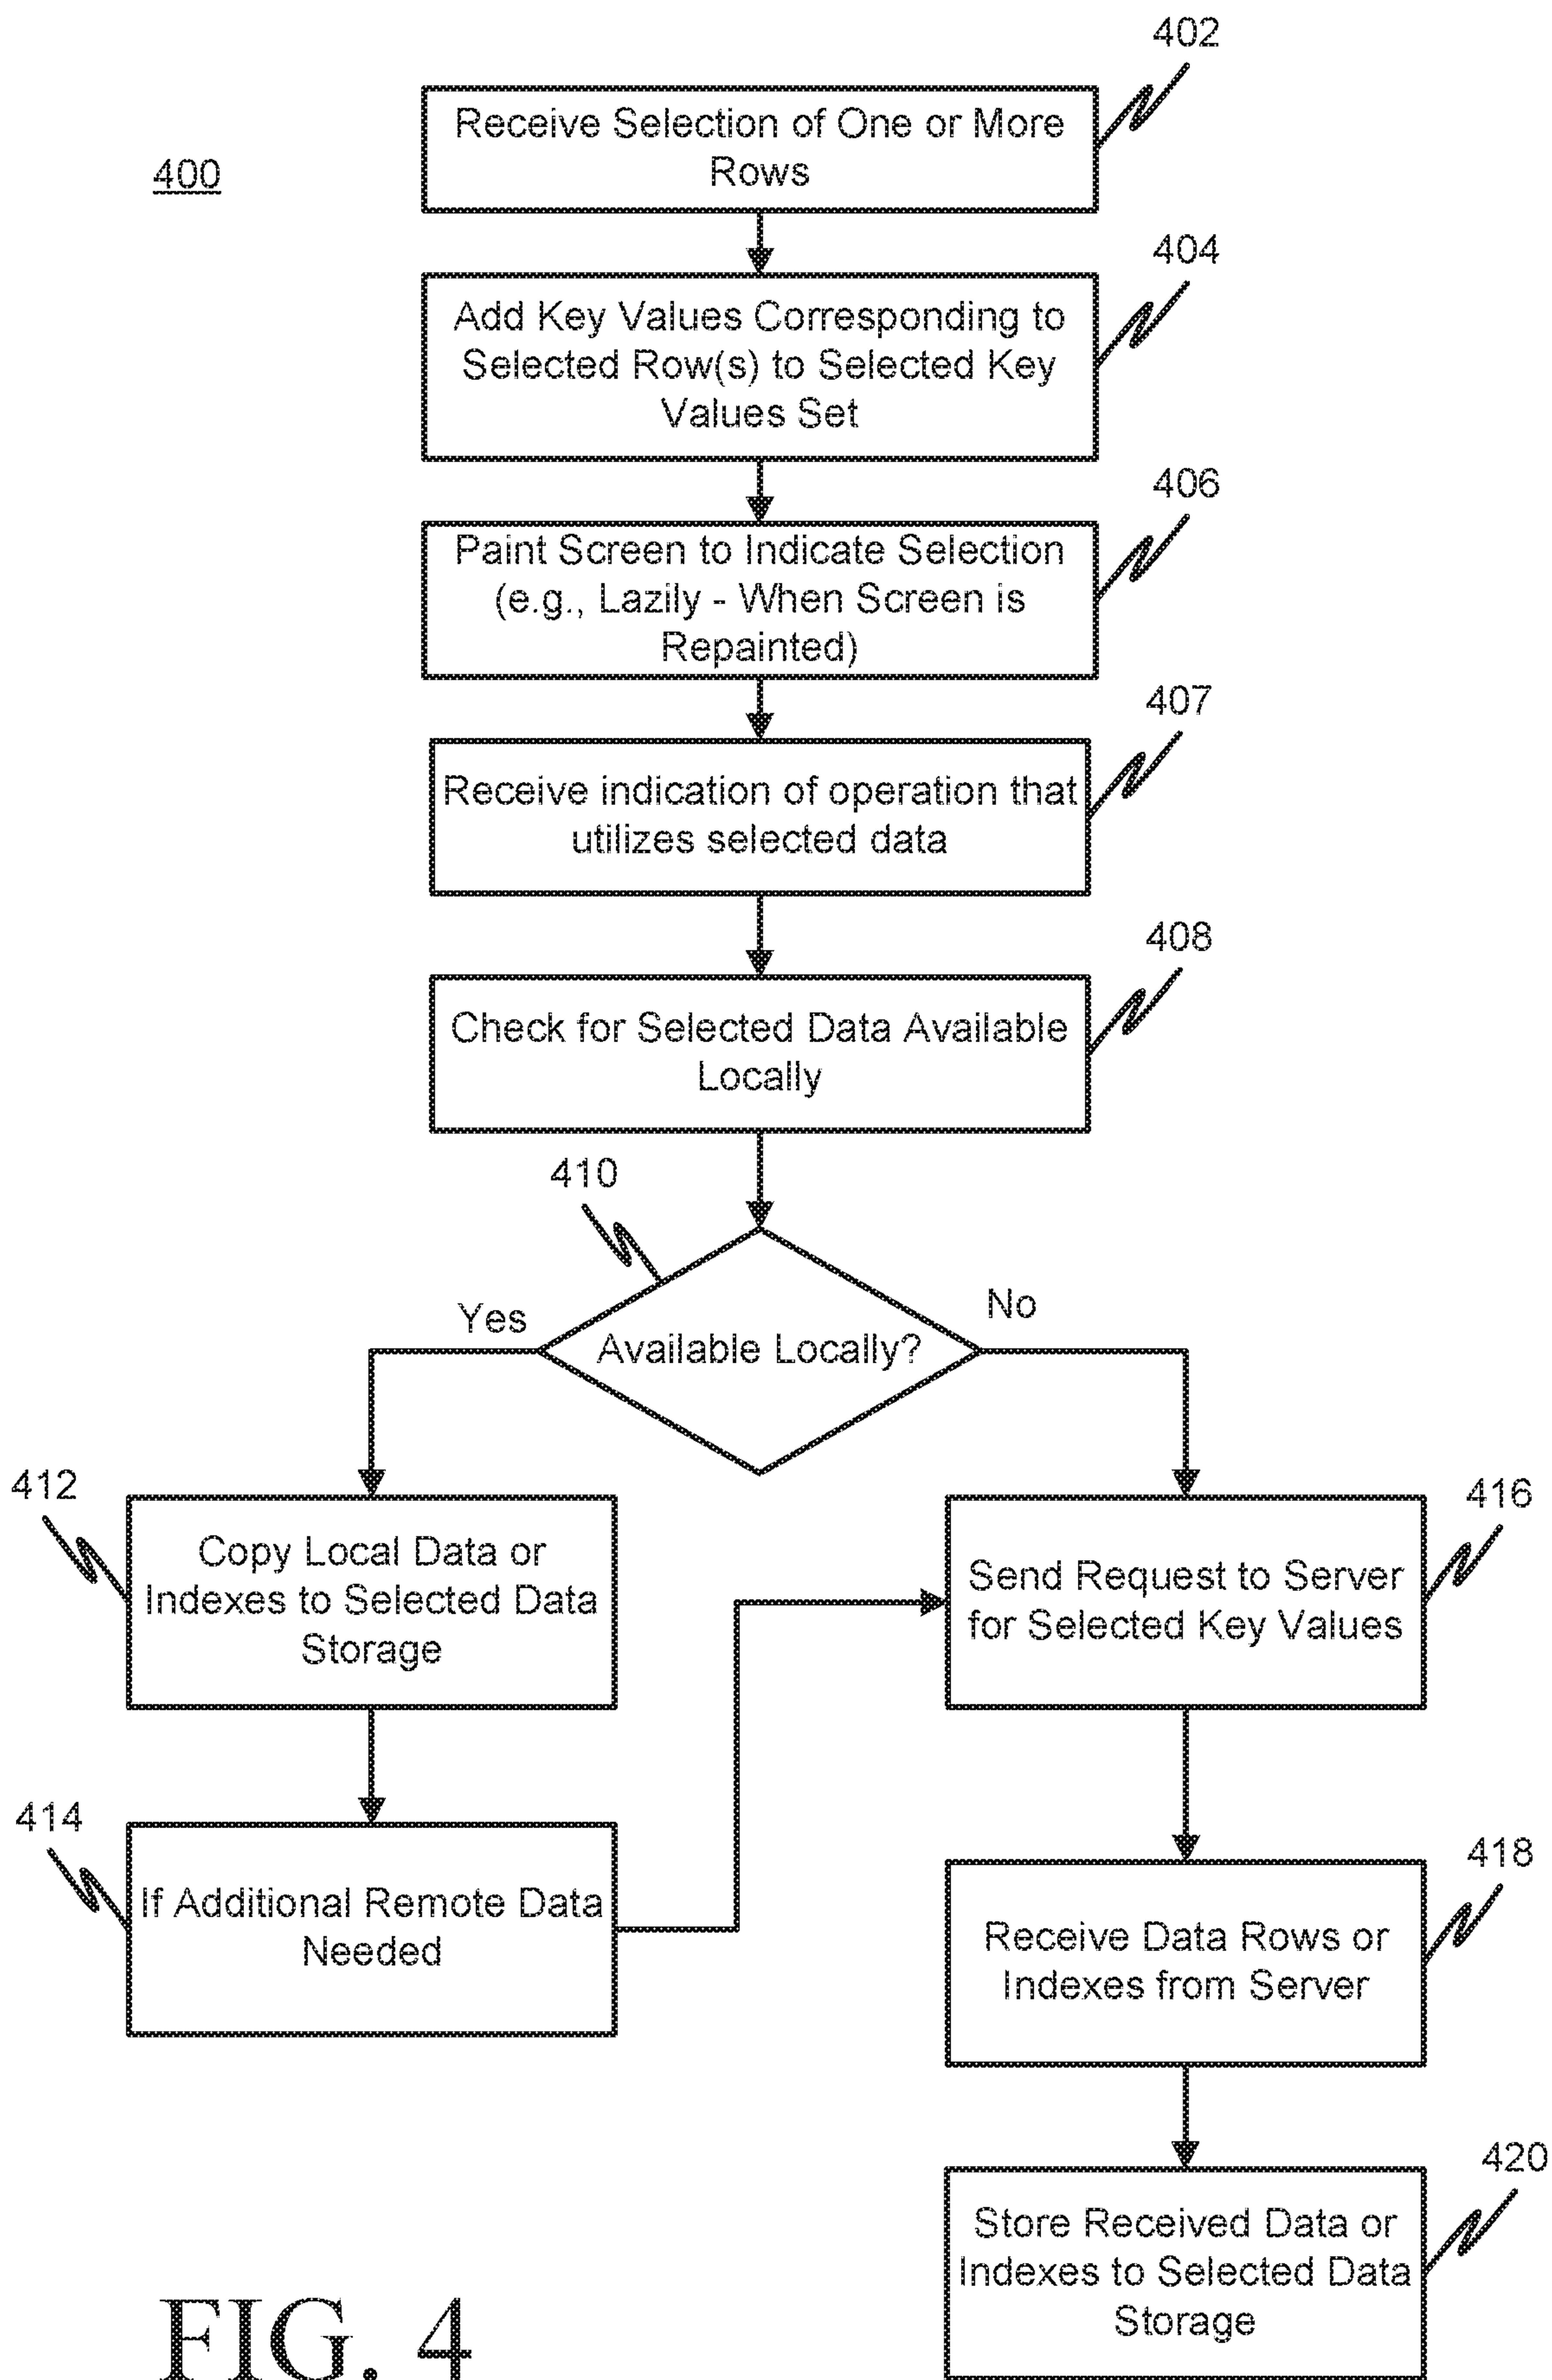 402
Receive Selection of One or More
Rows
400
404
Add Key Values Corresponding to
Selected Row(s) to Selected Key
Values Set
406
Paint Screen to Indicate Selection
(e.g., Lazily - When Screen is
Repainted)
407
Receive indication of operation that
utilizes selected data
408
Check for Selected Data Available
Locally
410
Yes
No
Available Locally?
412
Copy Local Data or
Indexes to Selected Data
Storage
416
Send Request to Server
for Selected Key Values
414
If Additional Remote Data
Needed
418
Receive Data Rows or
Indexes from Server
420
Store Received Data or
Indexes to Selected Data
Storage
FIG. 4